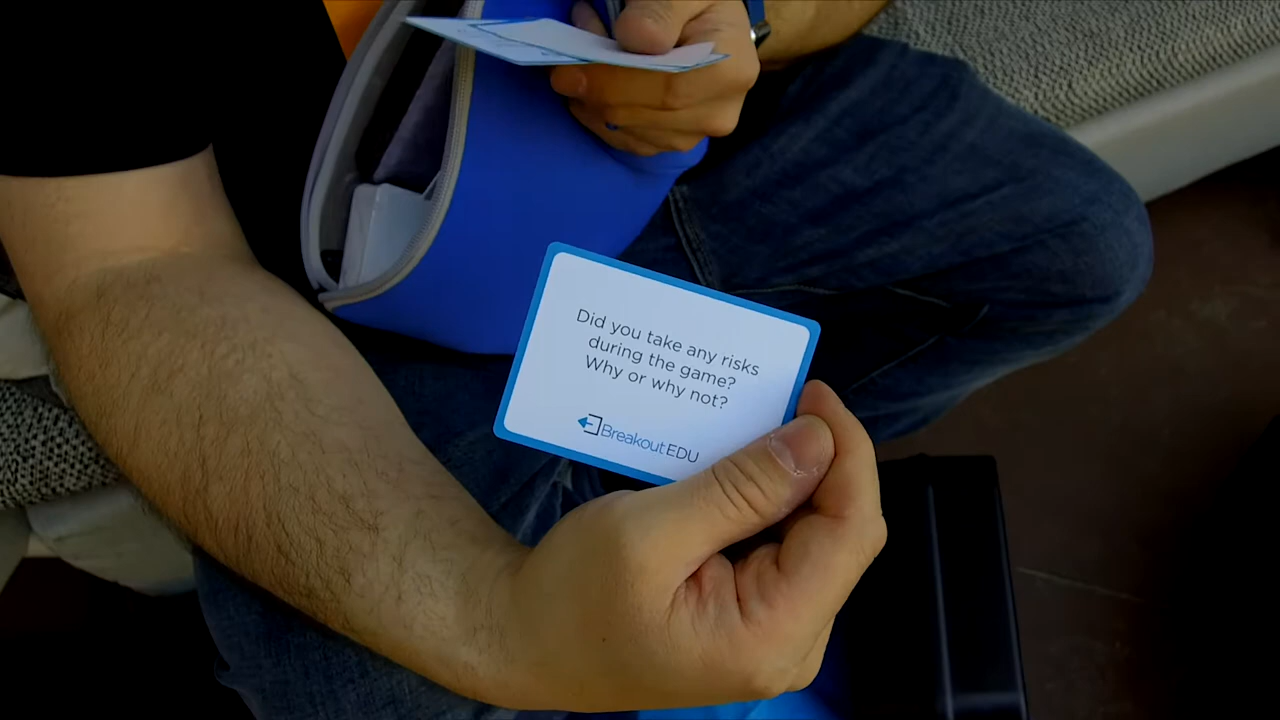 Did you take any risks
during the game?
Why or why not?
BreakoutEDU